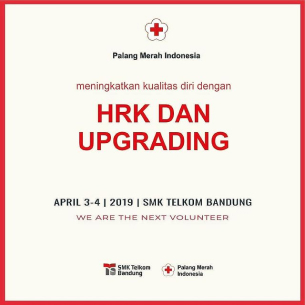 Palang Merah Indonesia
meningkatkan kualitas diri dengan
HRK DAN
UPGRADING
APRIL 3-4 | 2019 | SMK TELKOM BANDUNG
WE ARE THE NEXT VOLUNTEER
SMK Telkom
Bandung
Palang Merah
Indonesia